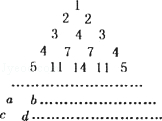 1
2 2
3 4 3
4 7 7 4
5 11 14 11 5
..............................
a b..........................
c d............................